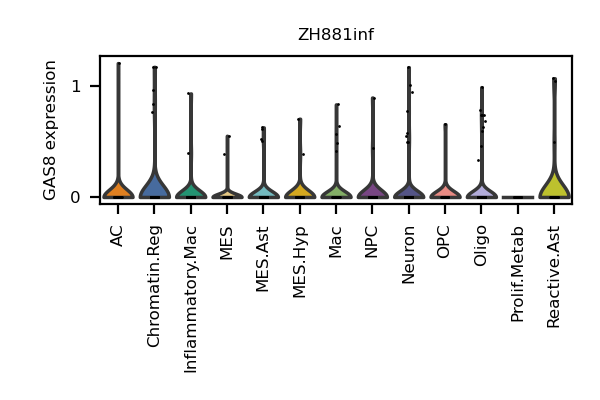 ZH881inf
GAS8 expression
1
0
AC
Chromatin.Reg
Inflammatory.Mac
MES
MES.Ast
MES.Hyp
Mac
NPC
Neuron
OPC
Oligo
Prolif.Metab
Reactive.Ast